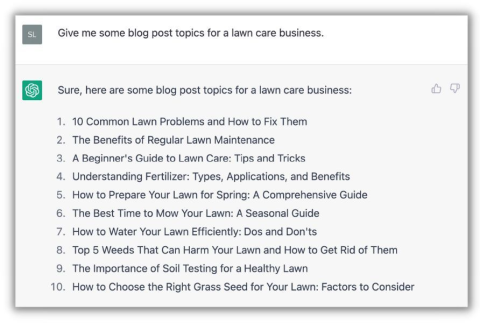 SL
Give me some blog post topics for a lawn care business.
Sure, here are some blog post topics for a lawn care business:
1. 10 Common Lawn Problems and How to Fix Them
2. The Benefits of Regular Lawn Maintenance
3. A Beginner's Guide to Lawn Care: Tips and Tricks
4. Understanding Fertilizer: Types, Applications, and Benefits
5. How to Prepare Your Lawn for Spring: A Comprehensive Guide
6. The Best Time to Mow Your Lawn: A Seasonal Guide
7. How to Water Your Lawn Efficiently: Dos and Don'ts
8. Top 5 Weeds That Can Harm Your Lawn and How to Get Rid of Them
9. The Importance of Soil Testing for a Healthy Lawn
10. How to Choose the Right Grass Seed for Your Lawn: Factors to Consider